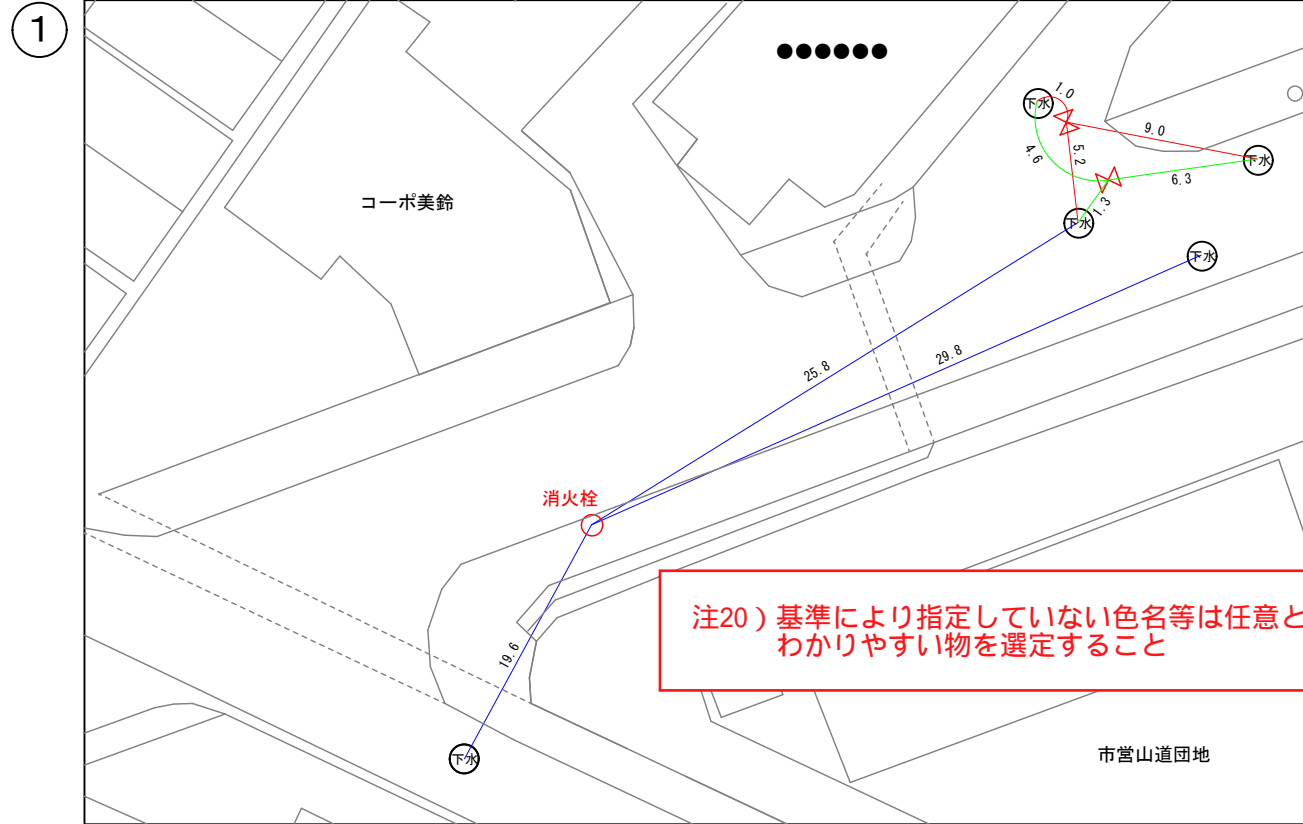 ①
●●●●●●
下水
1.0
9.0
コーポ美鈴
4.6
5.2
下水
6.3
1.3
下水
下水
29.8
25.8
消火栓
注20）基準により指定していない色名等は任意と
わかりやすい物を選定すること
19.6
市営山道団地
下水